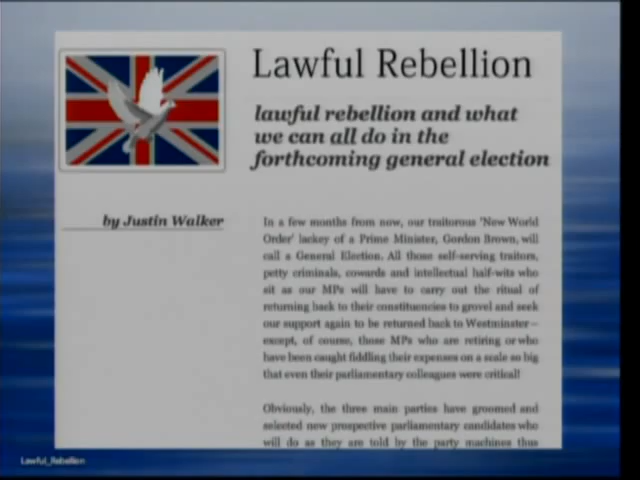 Lawful Rebellion
lawful rebellion and what
we can all do in the
forthcoming general election
by Justin Walker
In a few months from now, our traitorous 'New World
Order' lackey of a Prime Minister, Gordon Brown, will
call a General Election. All those self-serving traitors,
petty criminals, cowards and intellectual half-wits who
sit as our MPs will have to carry out the ritual of
returning back to their constituencies to grovel and seek
our support again to be returned back to Westminster –
except, of course, those MPs who are retiring or who
have been caught fiddling their expenses on a scale so big
that even their parliamentary colleagues were critical!
Obviously, the three main parties have groomed and
selected new prospective parliamentary candidates who
will do as they are told by the party machines thus
Lawful_Rebellion